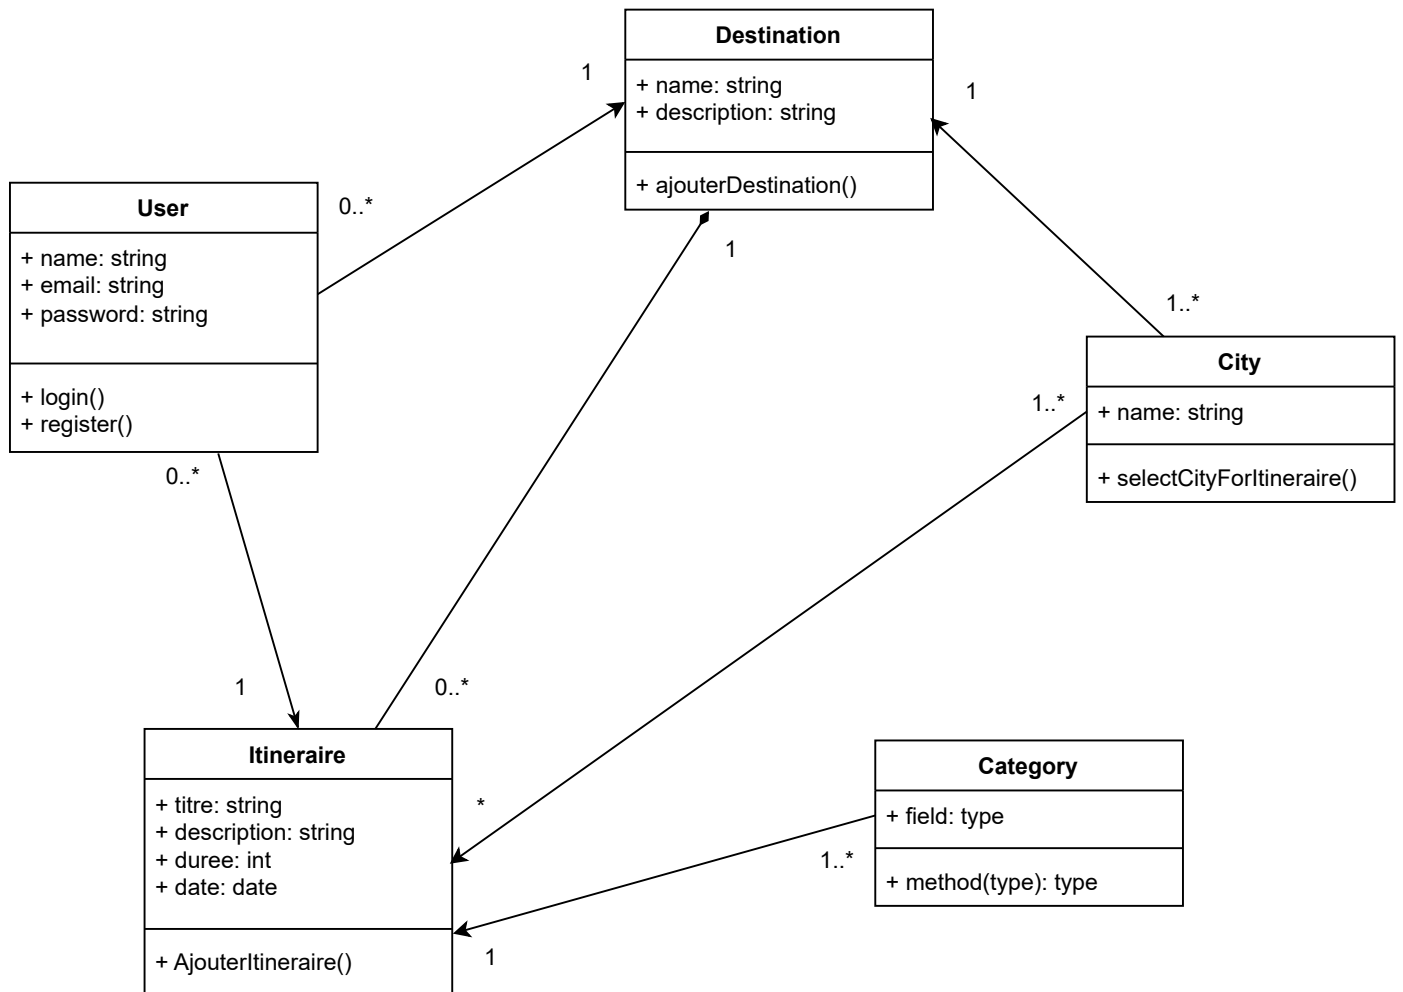 Destination
+ name: string
+ description: string
+ ajouterDestination()
1
1
0..*
1
User
+ name: string
+ email: string
+ password: string
+ login()
+ register()
1..*
City
+ name: string
+ selectCityForItineraire()
1..*
0..*
1
0..*
Itineraire
+ titre: string
+ description: string
+ duree: int
+ date: date
+ AjouterItineraire()
*
Category
+ field: type
+ method(type): type
1..*
1